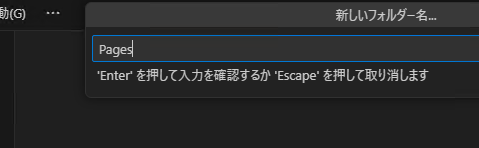 動(G) ···
新しいフォルダー名...
Pages
'Enter' を押して入力を確認するか 'Escape' を押して取り消します